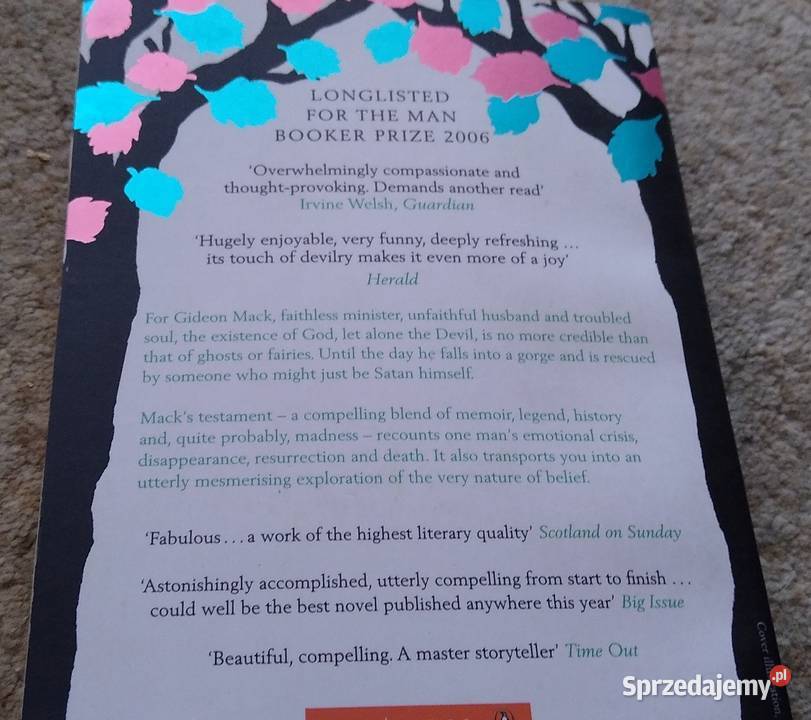 LONGLISTED
FOR THE MAN
BOOKER PRIZE 2006
‘Overwhelmingly compassionate and
thought-provoking. Demands another read’
Irvine Welsh, Guardian
‘Hugely enjoyable, very funny, deeply refreshing ...
its touch of devilry makes it even more of a joy’
Herald
For Gideon Mack, faithless minister, unfaithful husband and troubled
soul, the existence of God, let alone the Devil, is no more credible than
that of ghosts or fairies. Until the day he falls into a gorge and is rescued
by someone who might just be Satan himself.
Mack's testament – a compelling blend of memoir, legend, history
and, quite probably, madness – recounts one man's emotional crisis,
disappearance, resurrection and death. It also transports you into an
utterly mesmerising exploration of the very nature of belief.
‘Fabulous ... a work of the highest literary quality’ Scotland on Sunday
‘Astonishingly accomplished, utterly compelling from start to finish ...
could well be the best novel published anywhere this year’ Big Issue
‘Beautiful, compelling. A master storyteller’ Time Out
Cover
Sprzedajemy.pl